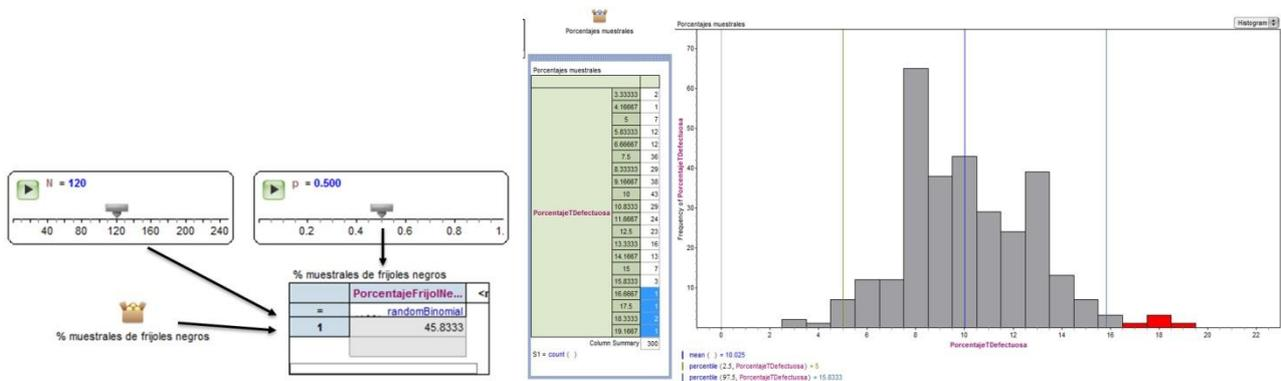 N = 120
40 80 120 160 200 240
p = 0.500
0.2 0.4 0.6 0.8 1.
% muestrales de frijoles negros
% muestrales de frijoles negros
PorcentajeFrijolNe...
= randomBinomial
1 45.8333
Porcentajes muestrales
Porcentajes muestrales
PorcentajeTDefectuosa
3.33333 2
4.16667 1
5 7
5.83333 12
6.66667 12
7.5 36
8.33333 29
9.16667 38
10 43
10.8333 29
11.6667 24
12.5 23
13.3333 16
14.1667 13
15 7
15.8333 3
16.6667 1
17.5 1
18.3333 2
19.1667 1
Column Summary 300
S1 = count ( )
Porcentajes muestrales
Histogram
70
60
50
40
30
20
10
Frequency of PorcentajeTDefectuosa
0 2 4 6 8 10 12 14 16 18 20 22
PorcentajeTDefectuosa
mean ( ) = 10.025
percentile (2.5, PorcentajeTDefectuosa) = 5
percentile (97.5, PorcentajeTDefectuosa) = 15.8333